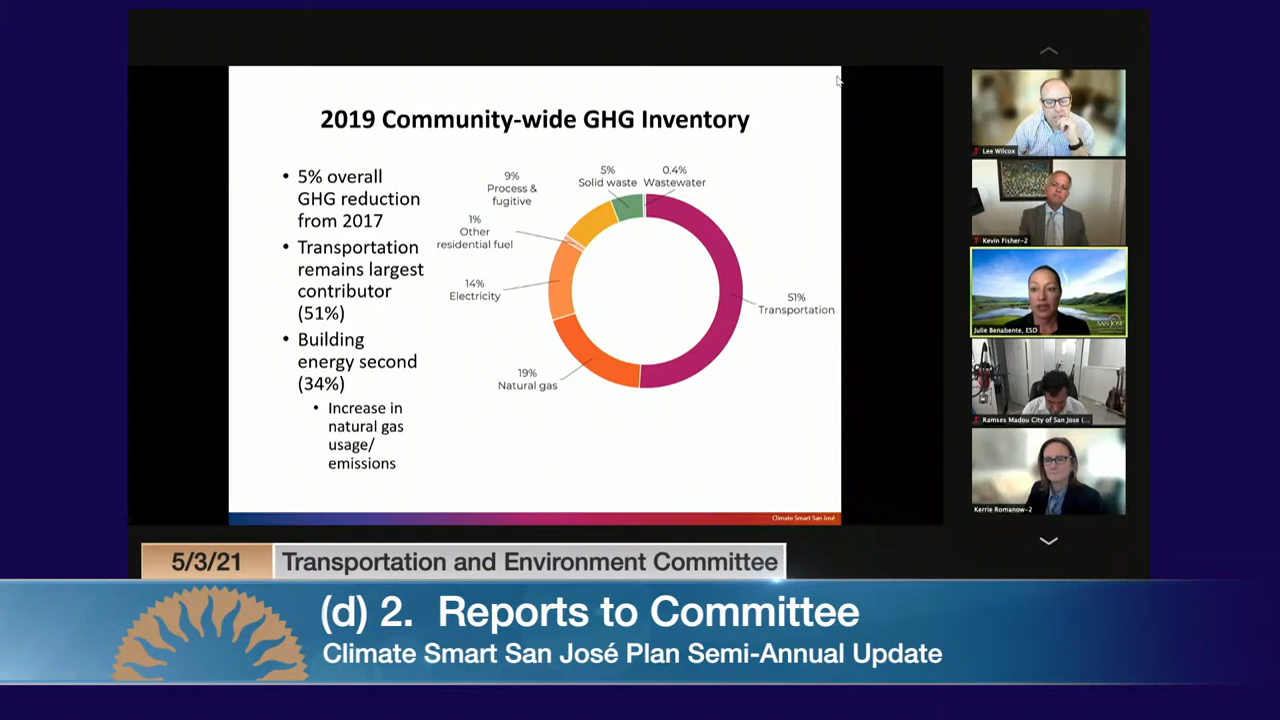 2019 Community-wide GHG Inventory
• 5% overall
GHG reduction
from 2017
• Transportation
remains largest
contributor
(51%)
• Building
energy second
(34%)
• Increase in
natural gas
usage/
emissions
9%
Process &
fugitive
5%
Solid waste
0.4%
Wastewater
1%
Other
residential fuel
14%
Electricity
51%
Transportation
19%
Natural gas
Climate Smart San José
Lee Wilcox
Kevin Fisher-2
SAN JOSE
Julie Benabente, ESD
Ramses Madou City of San Jose (...
Kerrie Romanow-2
5/3/21
Transportation and Environment Committee
(d) 2. Reports to Committee
Climate Smart San José Plan Semi-Annual Update